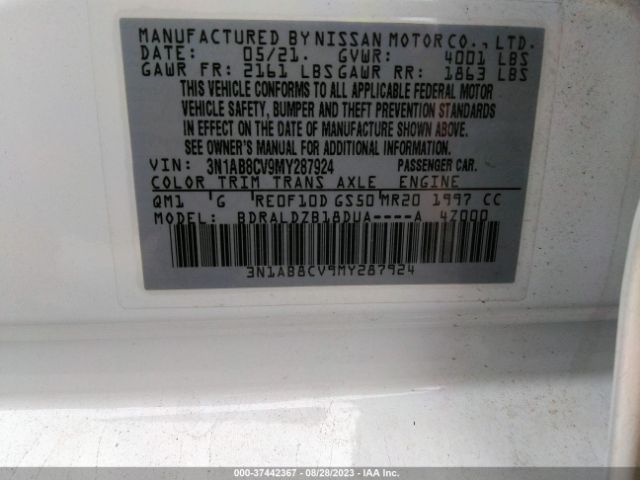 MANUFACTURED BY NISSAN MOTOR CO., LTD.
DATE: 05/21. GVWR: 4001 LBS
GAWR FR: 2161 LBS GAWR RR: 1863 LBS
THIS VEHICLE CONFORMS TO ALL APPLICABLE FEDERAL MOTOR
VEHICLE SAFETY, BUMPER AND THEFT PREVENTION STANDARDS
IN EFFECT ON THE DATE OF MANUFACTURE SHOWN ABOVE.
SEE OWNER'S MANUAL FOR ADDITIONAL INFORMATION.
VIN: 3N1AB8CV9MY287924 PASSENGER CAR.
COLOR TRIM TRANS AXLE ENGINE
QM1 G RE0F10D GS50 MR20 1997 CC
MODEL: BDRALDZB18DUA----A 4Z000
3N1AB8CV9MY287924
000-37442367 | 08/28/2023 | IAA Inc.